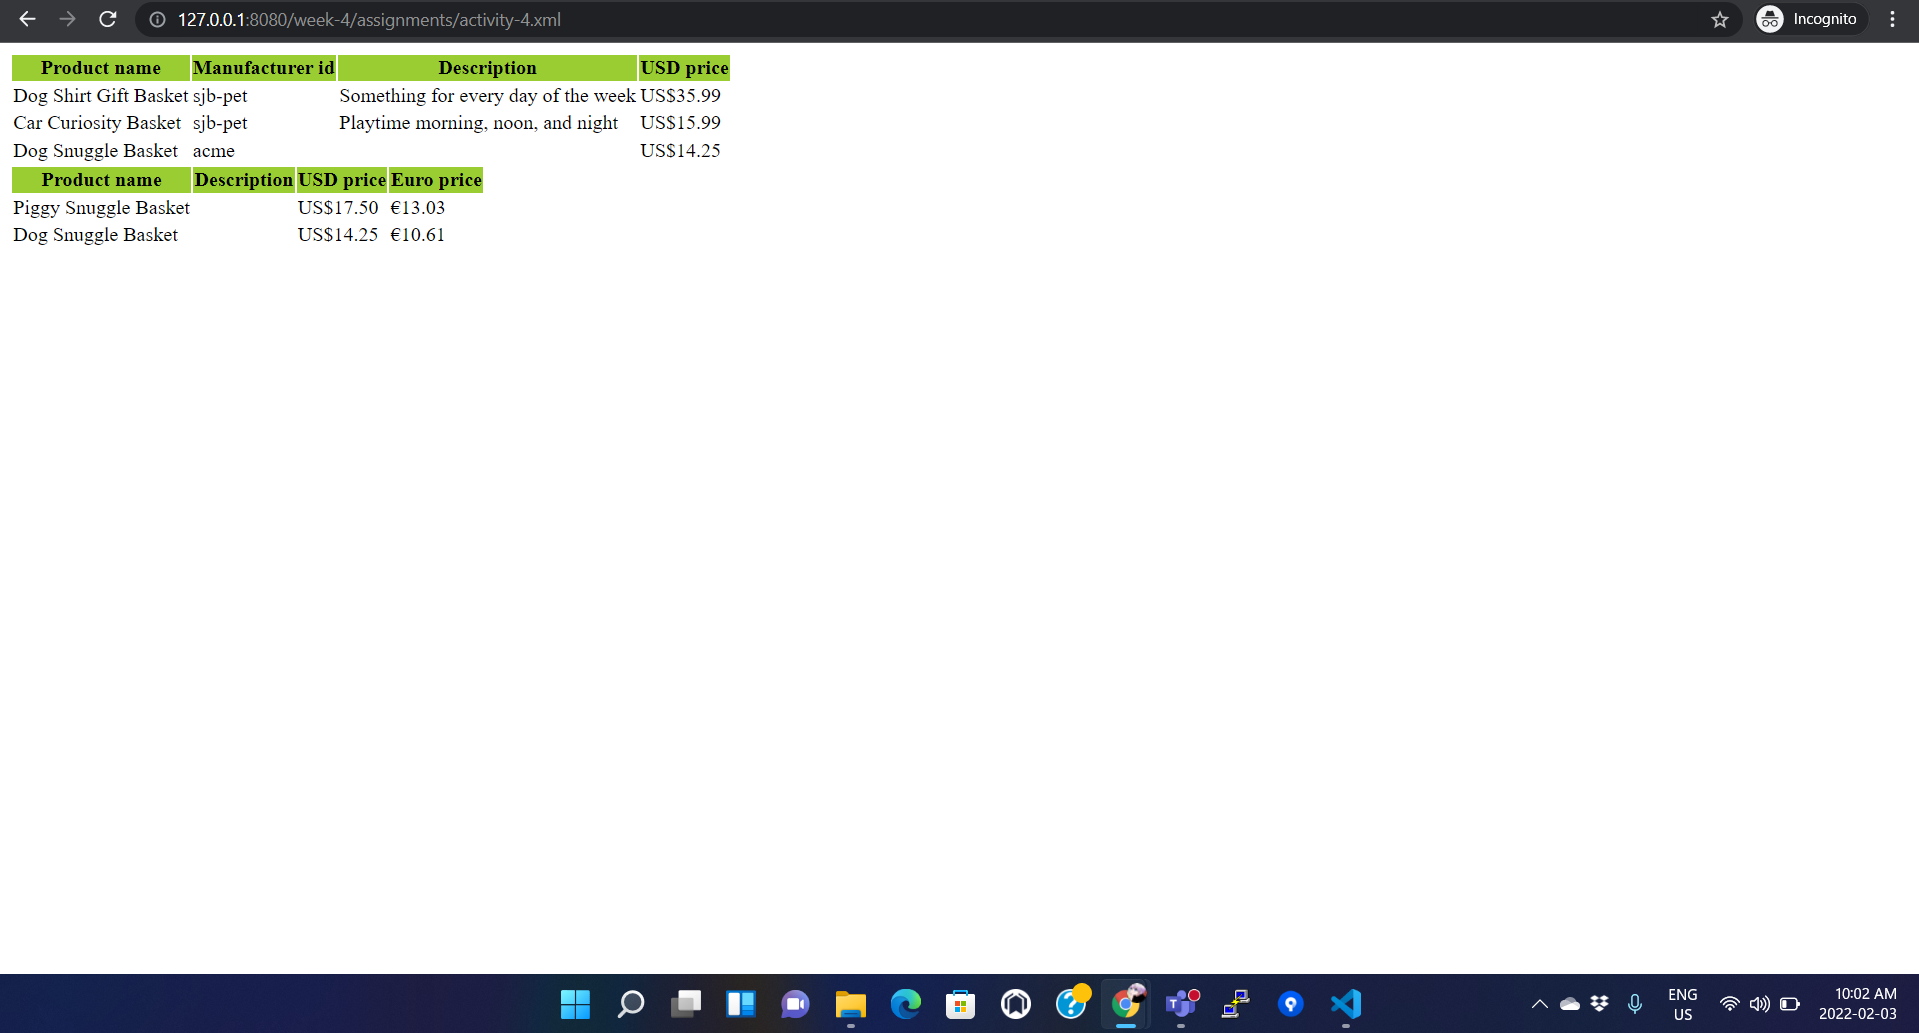 127.0.0.1:8080/week-4/assignments/activity-4.xml Incognito
Product name Manufacturer id Description USD price
Dog Shirt Gift Basket sjb-pet Something for every day of the week US$35.99
Car Curiosity Basket sjb-pet Playtime morning, noon, and night US$15.99
Dog Snuggle Basket acme US$14.25
Product name Description USD price Euro price
Piggy Snuggle Basket US$17.50 €13.03
Dog Snuggle Basket US$14.25 €10.61
ENG 10:02 AM
US 2022-02-03